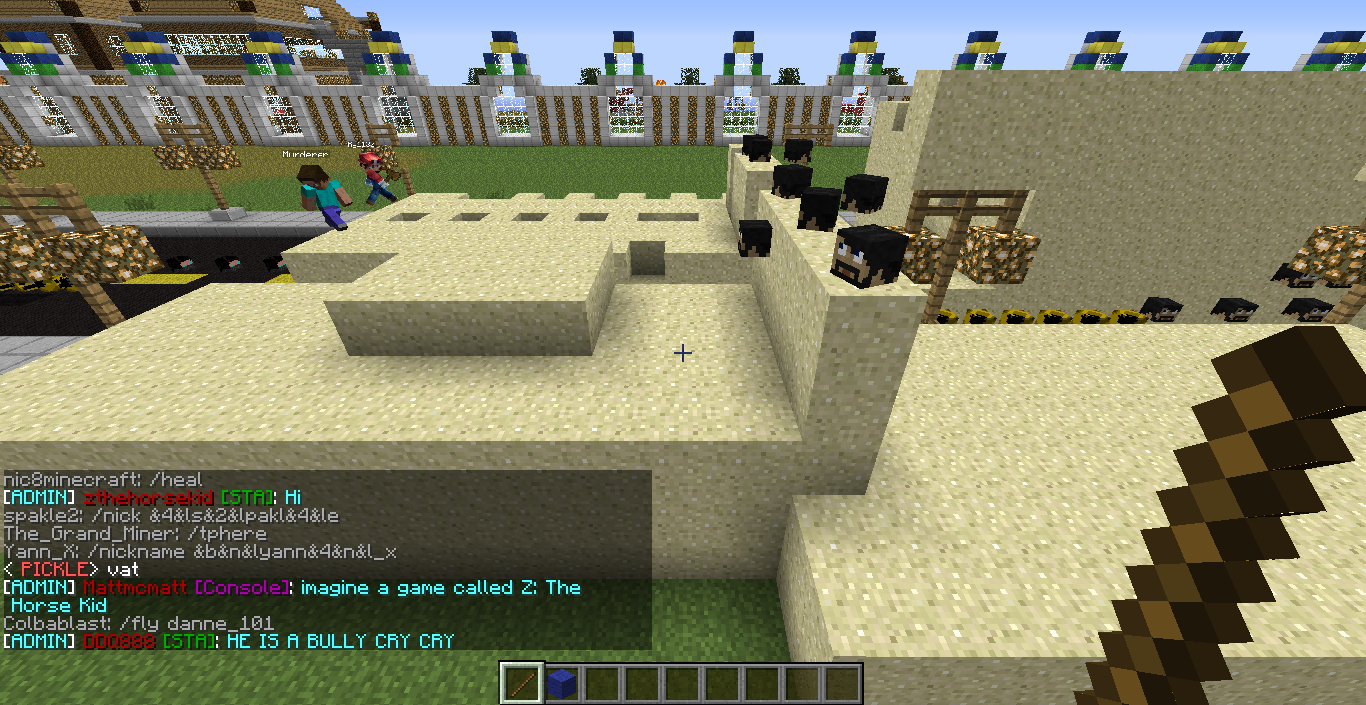 Murderer
nic8minecraft: /heal
[ADMIN] zthehorsekid [STA]: Hi
spakle2: /nick &4&ls&2&lpakl&4&le
The_Grand_Miner: /tphere
Yann_X: /nickname &b&n&lyann&4&n&l_x
< PICKLE> vat
[ADMIN] Mattmcmatt [Console]: imagine a game called Z: The
Horse Kid
Colbablast: /fly danne_101
[ADMIN] DDO888 [STA]: HE IS A BULLY CRY CRY